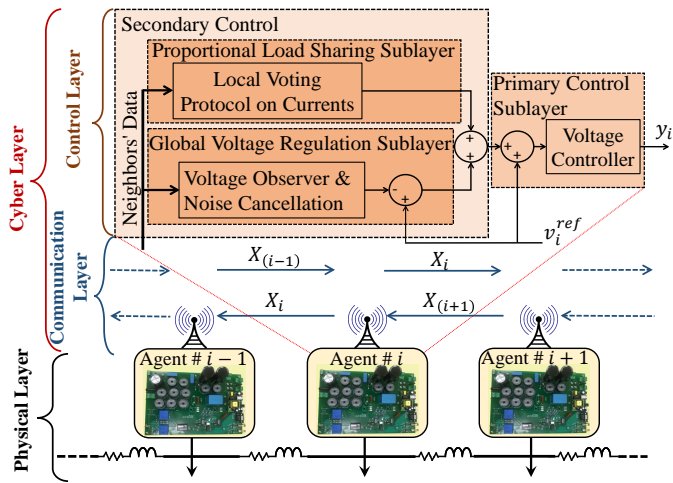 Secondary Control
Proportional Load Sharing Sublayer
Local Voting
Protocol on Currents
Global Voltage Regulation Sublayer
Voltage Observer &
Noise Cancellation
Neighbors' Data
Primary Control
Sublayer
Voltage
Controller
+
+
+
-
+
+
+
y_i
v_i^{ref}
Cyber Layer
Control Layer
Communication
Layer
Physical Layer
X_{(i-1)}
X_i
X_i
X_{(i+1)}
Agent # i − 1
Agent # i
Agent # i + 1